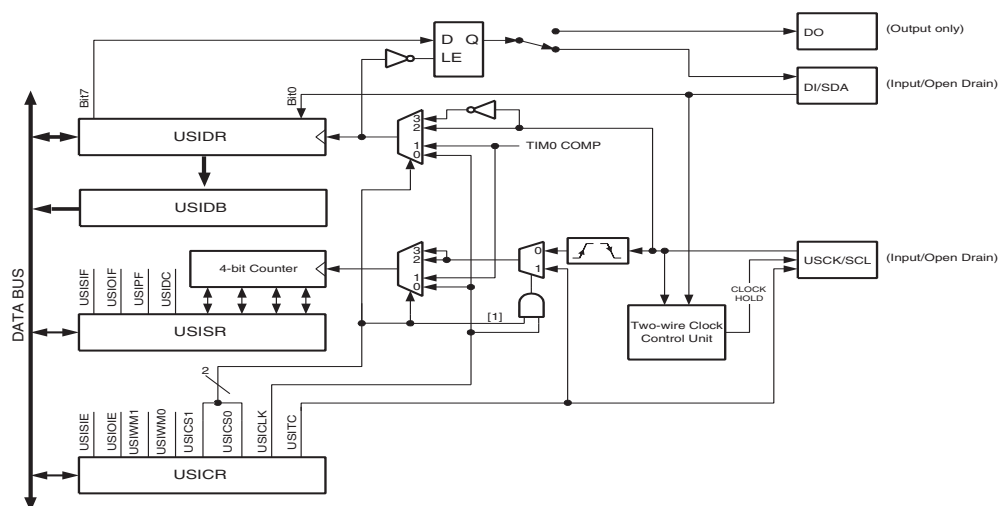 DO
(Output only)
D Q
LE
DI/SDA
(Input/Open Drain)
Bit7
Bit0
USIDR
3
2
1
0
TIM0 COMP
USIDB
DATA BUS
4-bit Counter
3
2
1
0
0
1
USCK/SCL
(Input/Open Drain)
CLOCK
HOLD
USISIF
USIOIF
USIPF
USIDC
USISR
[1]
Two-wire Clock
Control Unit
2
USISIE
USIOIE
USIWM1
USIWM0
USICS1
USICS0
USICLK
USITC
USICR